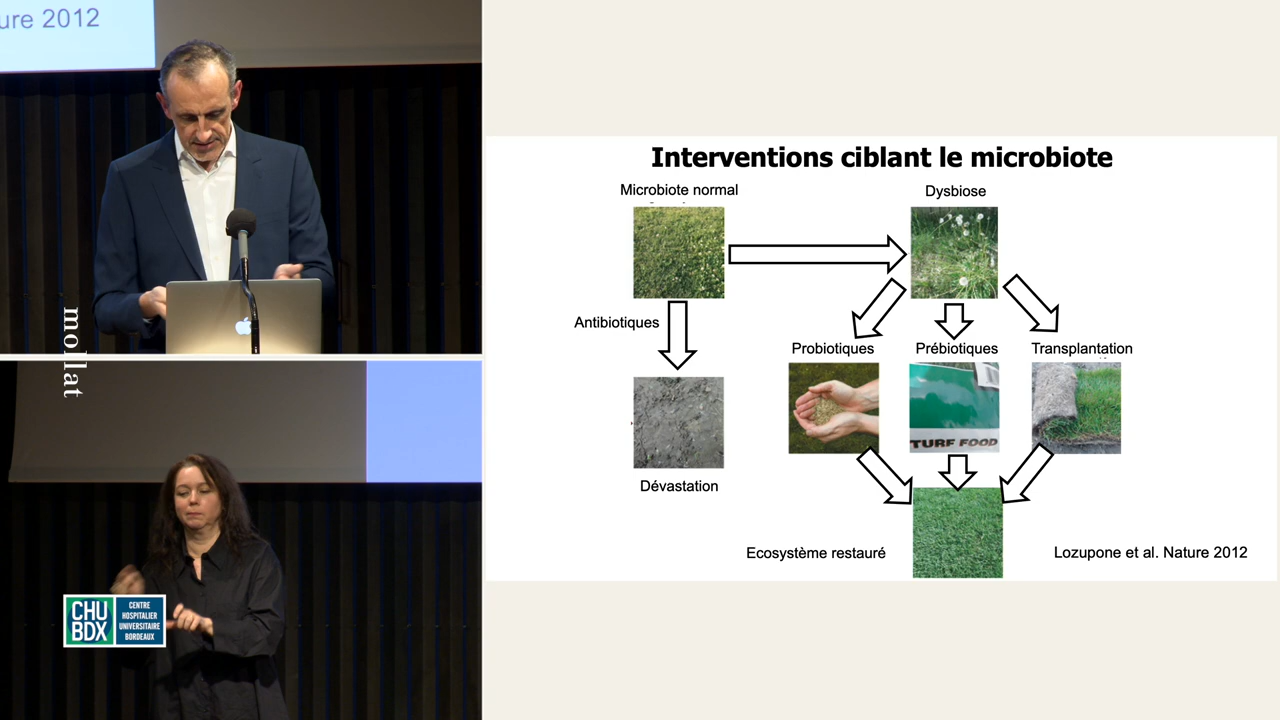 ure 2012
mollat
CHU
BDX
CENTRE
HOSPITALIER
UNIVERSITAIRE
BORDEAUX
Interventions ciblant le microbiote
Microbiote normal
Dysbiose
Antibiotiques
Probiotiques
Prébiotiques
Transplantation
TURF FOOD
Dévastation
Ecosystème restauré
Lozupone et al. Nature 2012